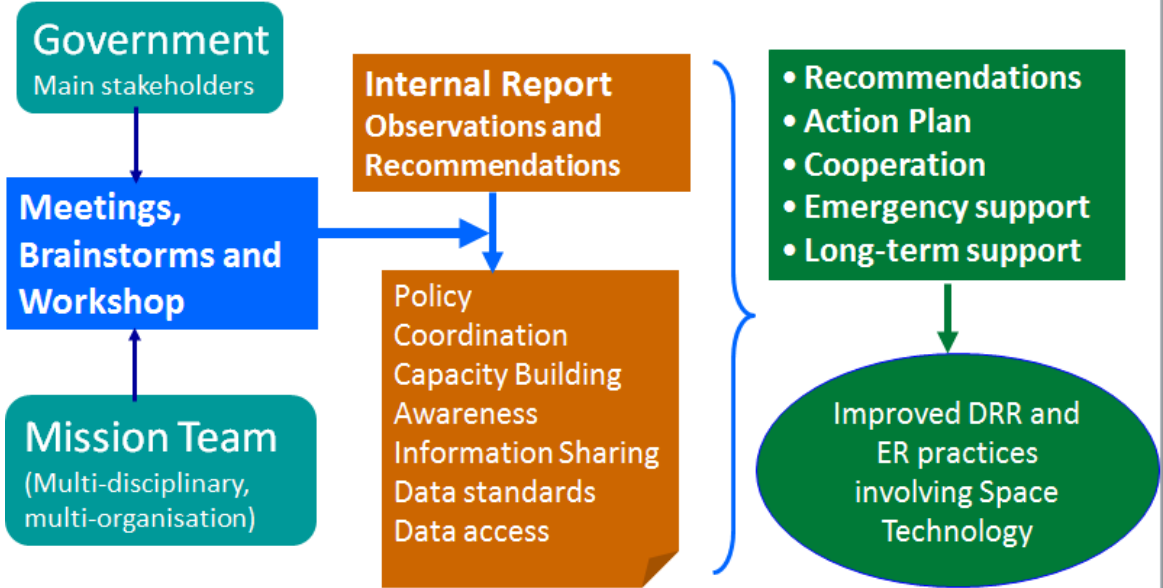 Government
Main stakeholders
Meetings,
Brainstorms and
Workshop
Mission Team
(Multi-disciplinary,
multi-organisation)
Internal Report
Observations and
Recommendations
Policy
Coordination
Capacity Building
Awareness
Information Sharing
Data standards
Data access
• Recommendations
• Action Plan
• Cooperation
• Emergency support
• Long-term support
Improved DRR and
ER practices
involving Space
Technology